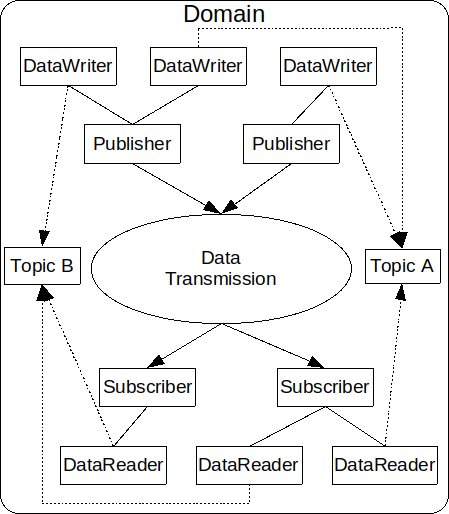 Domain
DataWriter
DataWriter
DataWriter
Publisher
Publisher
Topic B
Data
Transmission
Topic A
Subscriber
Subscriber
DataReader
DataReader
DataReader